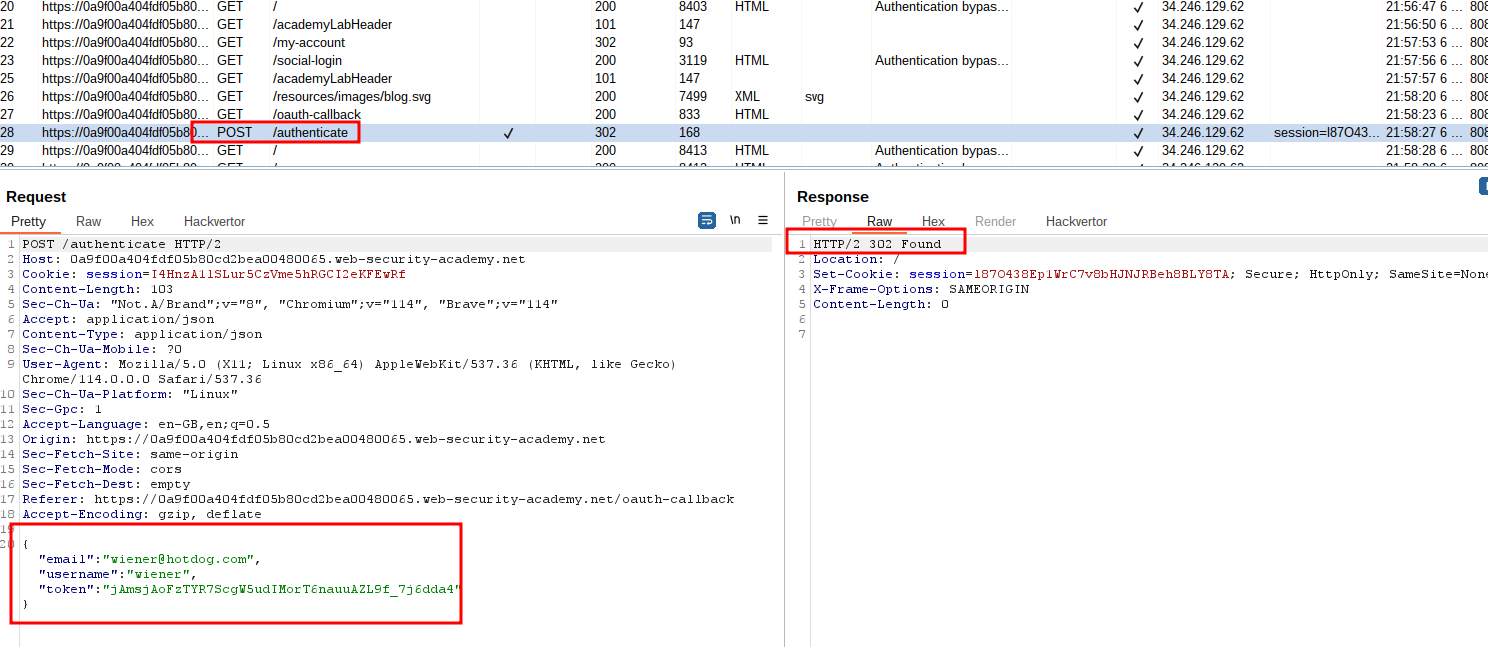 20 https://0a9f00a404fdf05b80... GET / 200 8403 HTML Authentication bypas... ✓ 34.246.129.62 21:56:47 6 ... 808
21 https://0a9f00a404fdf05b80... GET /academyLabHeader 101 147 ✓ 34.246.129.62 21:56:50 6 ... 808
22 https://0a9f00a404fdf05b80... GET /my-account 302 93 ✓ 34.246.129.62 21:57:53 6 ... 808
23 https://0a9f00a404fdf05b80... GET /social-login 200 3119 HTML Authentication bypas... ✓ 34.246.129.62 21:57:56 6 ... 808
25 https://0a9f00a404fdf05b80... GET /academyLabHeader 101 147 ✓ 34.246.129.62 21:57:57 6 ... 808
26 https://0a9f00a404fdf05b80... GET /resources/images/blog.svg 200 7499 XML svg ✓ 34.246.129.62 21:58:20 6 ... 808
27 https://0a9f00a404fdf05b80... GET /oauth-callback 200 833 HTML ✓ 34.246.129.62 21:58:23 6 ... 808
28 https://0a9f00a404fdf05b80... POST /authenticate ✓ 302 168 ✓ 34.246.129.62 session=l87O43... 21:58:27 6 ... 808
29 https://0a9f00a404fdf05b80... GET / 200 8413 HTML Authentication bypas... ✓ 34.246.129.62 21:58:28 6 ... 808
Request
Pretty Raw Hex Hackvertor \n
1 POST /authenticate HTTP/2
2 Host: 0a9f00a404fdf05b80cd2bea00480065.web-security-academy.net
3 Cookie: session=I4HnzA1lSLur5CzVme5hRGCI2eKFEwRf
4 Content-Length: 103
5 Sec-Ch-Ua: "Not.A/Brand";v="8", "Chromium";v="114", "Brave";v="114"
6 Accept: application/json
7 Content-Type: application/json
8 Sec-Ch-Ua-Mobile: ?0
9 User-Agent: Mozilla/5.0 (X11; Linux x86_64) AppleWebKit/537.36 (KHTML, like Gecko)
Chrome/114.0.0.0 Safari/537.36
10 Sec-Ch-Ua-Platform: "Linux"
11 Sec-Gpc: 1
12 Accept-Language: en-GB,en;q=0.5
13 Origin: https://0a9f00a404fdf05b80cd2bea00480065.web-security-academy.net
14 Sec-Fetch-Site: same-origin
15 Sec-Fetch-Mode: cors
16 Sec-Fetch-Dest: empty
17 Referer: https://0a9f00a404fdf05b80cd2bea00480065.web-security-academy.net/oauth-callback
18 Accept-Encoding: gzip, deflate
19
20 {
"email":"wiener@hotdog.com",
"username":"wiener",
"token":"jAmsjAoFzTYR7ScgW5udIMorT6nauuAZL9f_7j6dda4"
}
Response
Pretty Raw Hex Render Hackvertor
1 HTTP/2 302 Found
2 Location: /
3 Set-Cookie: session=l87O438Ep1WrC7v8bHJNJRBeh8BLY8TA; Secure; HttpOnly; SameSite=None
4 X-Frame-Options: SAMEORIGIN
5 Content-Length: 0
6
7